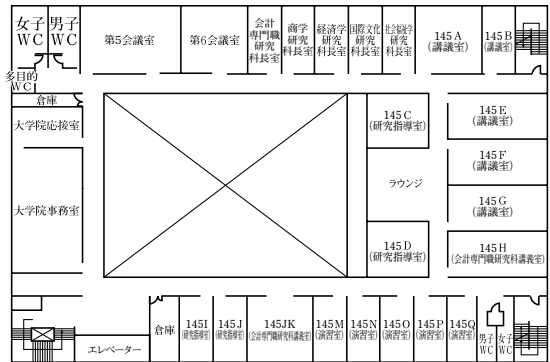 女子
WC
男子
WC
第5会議室
第6会議室
会計
専門職
研究
科長室
商学
研究
科長室
経済学
研究
科長室
国際文化
研究
科長室
社会福祉学
研究
科長室
145A
(講義室)
145B
(講義室)
多目的
WC
倉庫
大学院応接室
大学院事務室
145C
(研究指導室)
ラウンジ
145D
(研究指導室)
145E
(講義室)
145F
(講義室)
145G
(講義室)
145H
(会計専門職研究科講義室)
エレベーター
倉庫
145I
(研究指導室)
145J
(研究指導室)
145JK
(会計専門職研究科演習室)
145M
(演習室)
145N
(演習室)
145O
(演習室)
145P
(演習室)
145Q
(演習室)
男子
WC
女子
WC